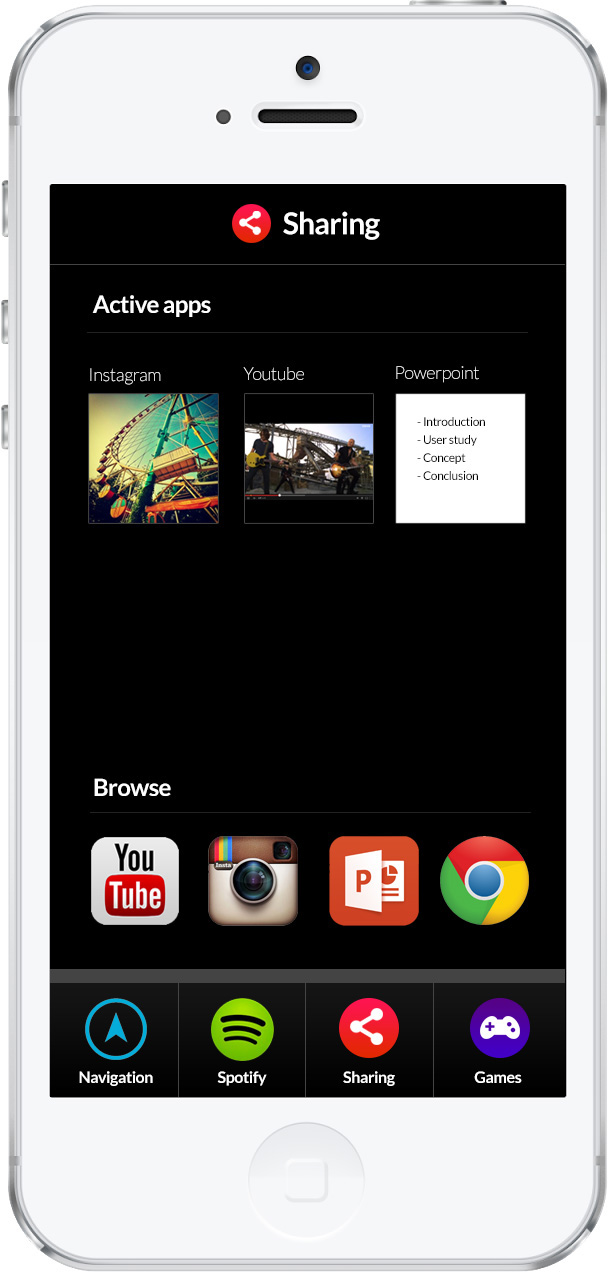 Sharing
Active apps
Instagram
Youtube
Powerpoint
- Introduction
- User study
- Concept
- Conclusion
Browse
You
Tube
Insta
P
Navigation
Spotify
Sharing
Games